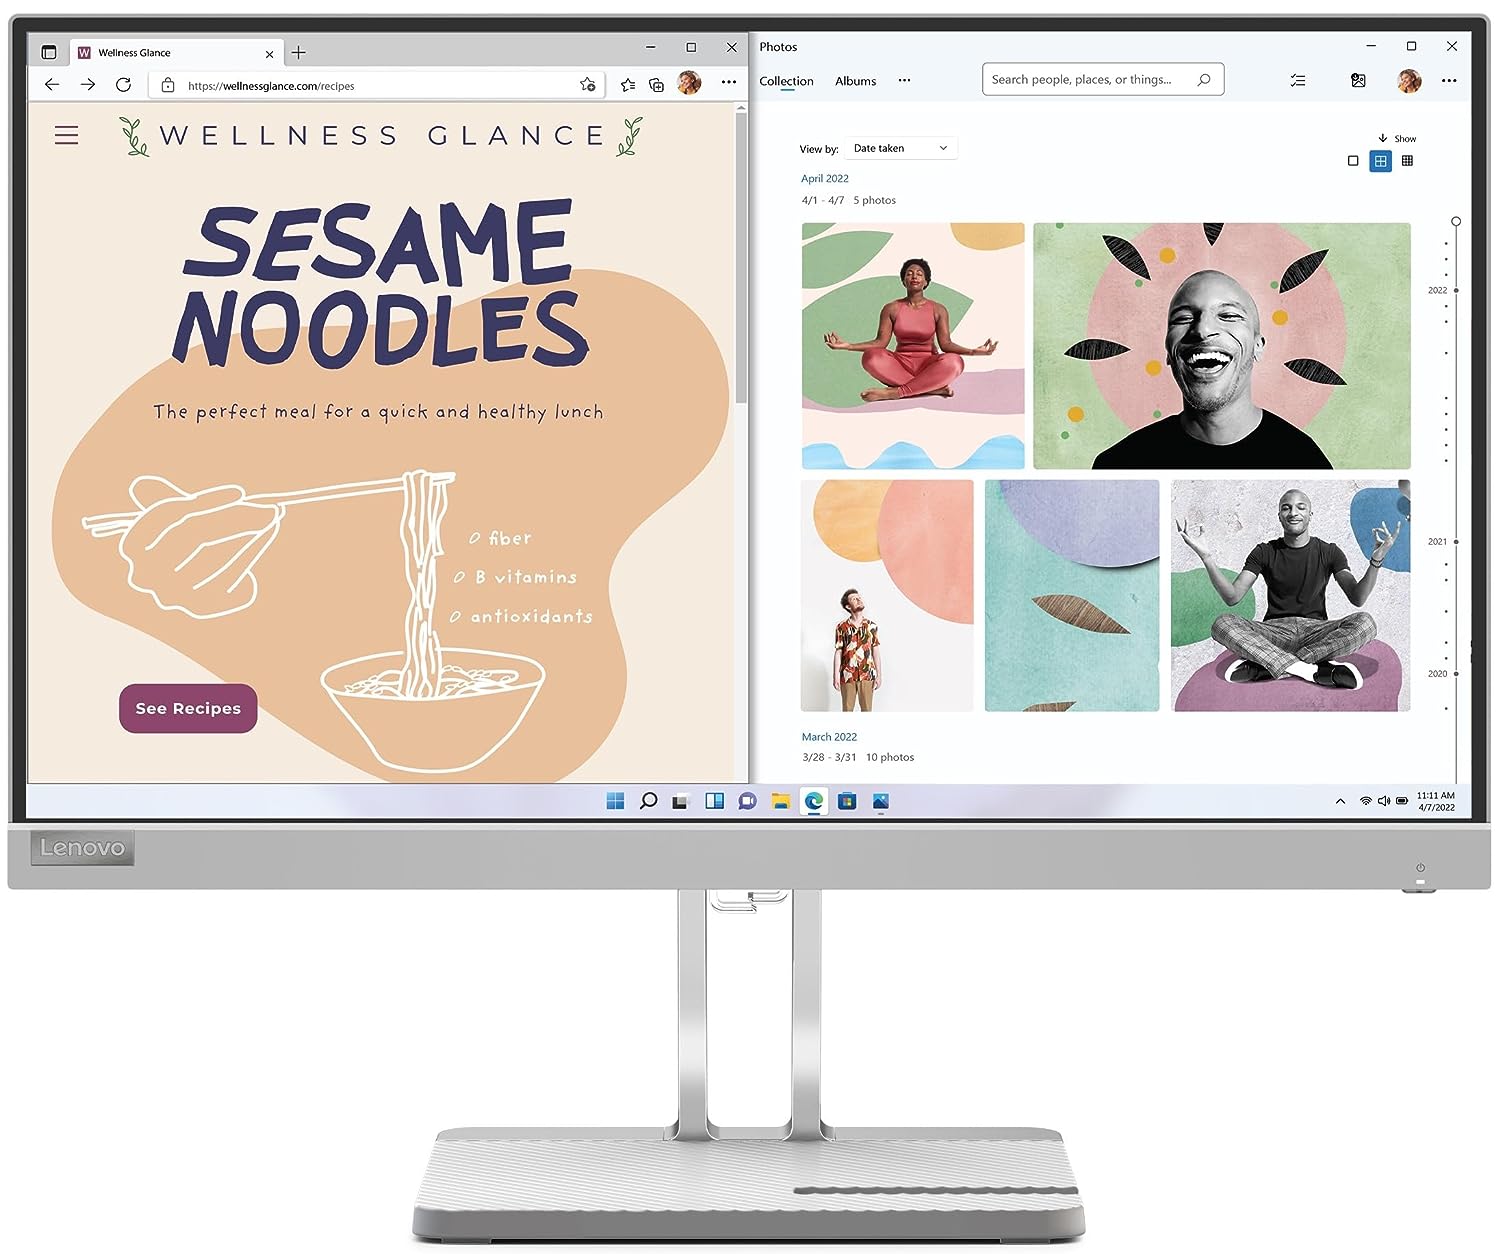 Wellness Glance
https://wellnessglance.com/recipes
WELLNESS GLANCE
SESAME
NOODLES
The perfect meal for a quick and healthy lunch
fiber
B vitamins
antioxidants
See Recipes
Photos
Collection Albums
Search people, places, or things...
View by: Date taken
Show
April 2022
4/1 - 4/7 5 photos
2022
2021
2020
March 2022
3/28 - 3/31 10 photos
11:11 AM
4/7/2022
Lenovo